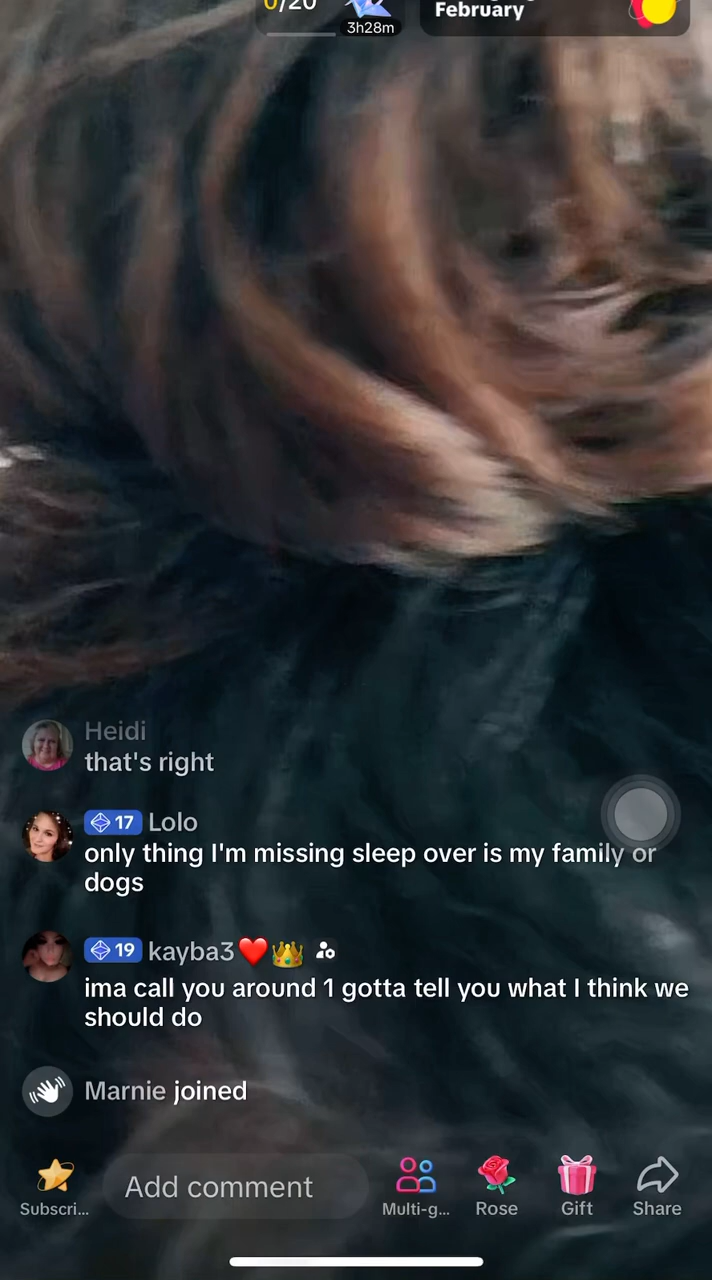 0/20
3h28m
February
Heidi
that's right
17 Lolo
only thing I'm missing sleep over is my family or
dogs
19 kayba3❤️👑
ima call you around 1 gotta tell you what I think we
should do
Marnie joined
Add comment
Subscri...
Multi-g...
Rose
Gift
Share